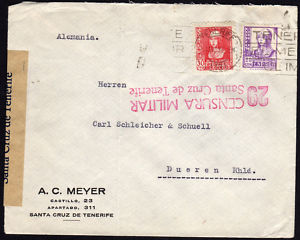 Alemania.
Herren
29 CENSURA MILITAR
Santa Cruz de Tenerife
Carl Schleicher & Schuell
Dueren Rhld.
Santa Cruz de Tenerife
A. C. MEYER
CASTILLO, 23
APARTADO, 311
SANTA CRUZ DE TENERIFE